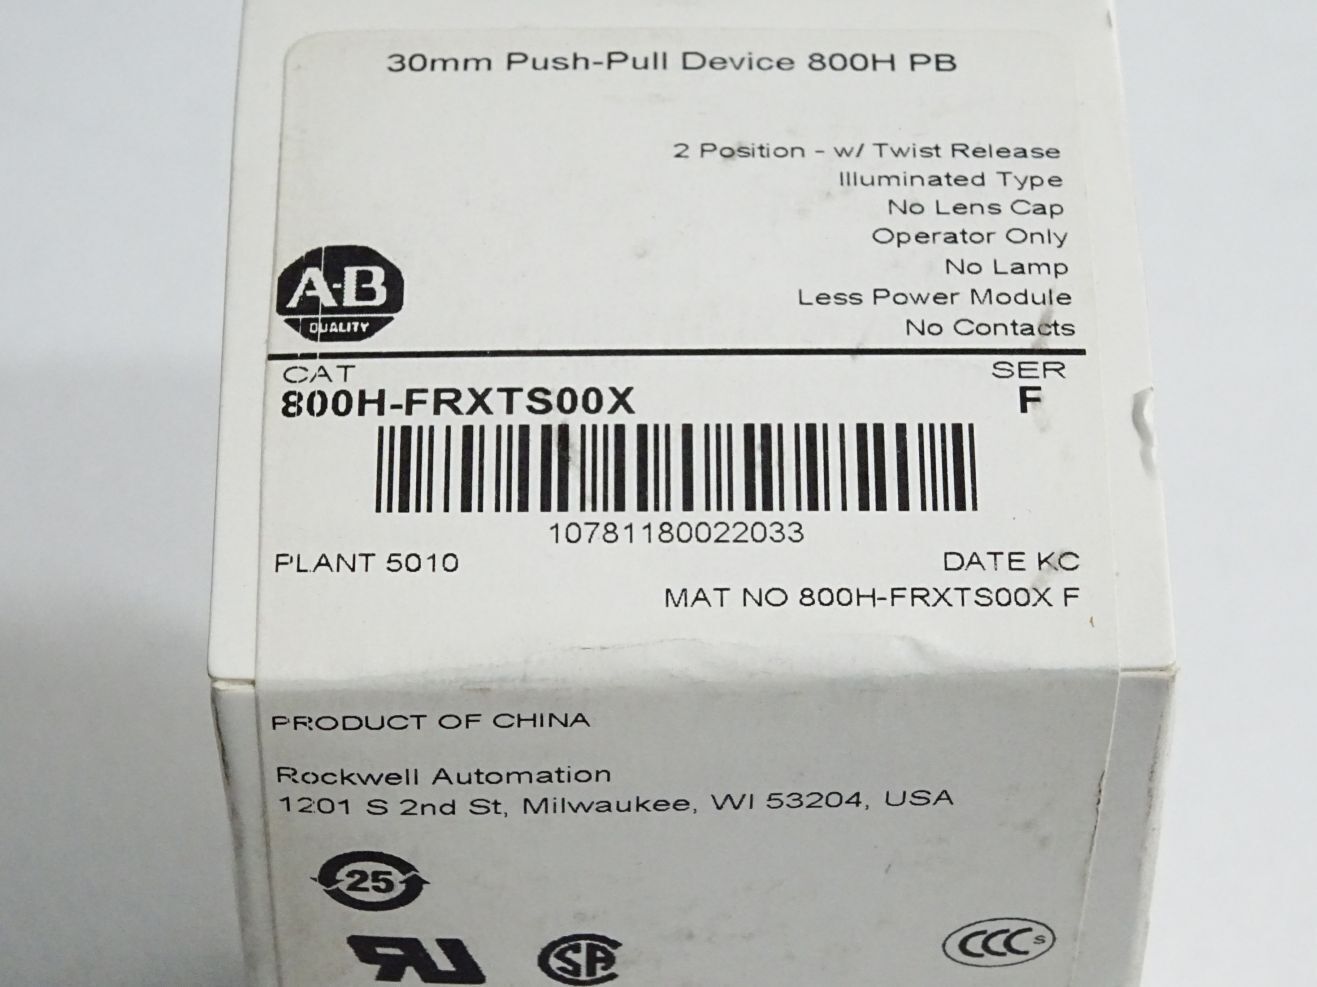 30mm Push-Pull Device 800H PB
2 Position - w/ Twist Release
Illuminated Type
No Lens Cap
Operator Only
No Lamp
Less Power Module
No Contacts
A-B
QUALITY
CAT
SER
800H-FRXTS00X
F
10781180022033
PLANT 5010
DATE KC
MAT NO 800H-FRXTS00X F
PRODUCT OF CHINA
Rockwell Automation
1201 S 2nd St, Milwaukee, WI 53204, USA
25
RU
SA
CCC S